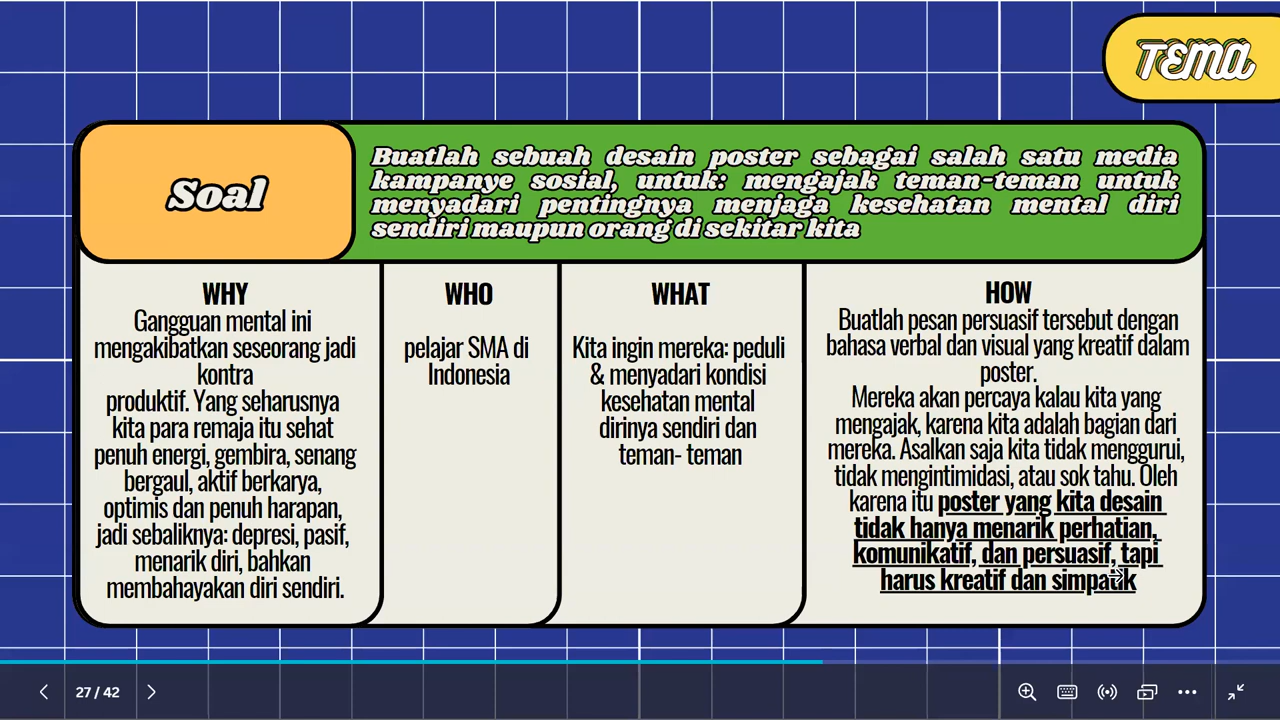 TEMA
Soal
Buatlah sebuah desain poster sebagai salah satu media
kampanye sosial, untuk: mengajak teman-teman untuk
menyadari pentingnya menjaga kesehatan mental diri
sendiri maupun orang di sekitar kita
WHY
Gangguan mental ini
mengakibatkan seseorang jadi
kontra
produktif. Yang seharusnya
kita para remaja itu sehat
penuh energi, gembira, senang
bergaul, aktif berkarya,
optimis dan penuh harapan,
jadi sebaliknya: depresi, pasif,
menarik diri, bahkan
membahayakan diri sendiri.
WHO
pelajar SMA di
Indonesia
WHAT
Kita ingin mereka: peduli
& menyadari kondisi
kesehatan mental
dirinya sendiri dan
teman- teman
HOW
Buatlah pesan persuasif tersebut dengan
bahasa verbal dan visual yang kreatif dalam
poster.
Mereka akan percaya kalau kita yang
mengajak, karena kita adalah bagian dari
mereka. Asalkan saja kita tidak menggurui,
tidak mengintimidasi, atau sok tahu. Oleh
karena itu poster yang kita desain
tidak hanya menarik perhatian,
komunikatif, dan persuasif, tapi
harus kreatif dan simpatik
27 / 42